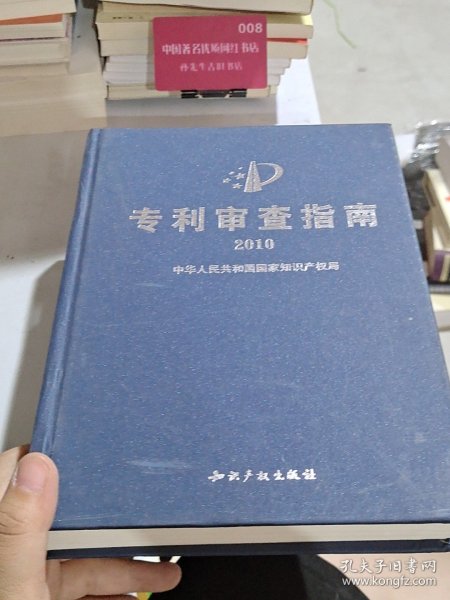 008
中国著名优质网红书店
孙先生古旧书店
专利审查指南
2010
中华人民共和国国家知识产权局
知识产权出版社
孔夫子旧书网
www.kongfz.com